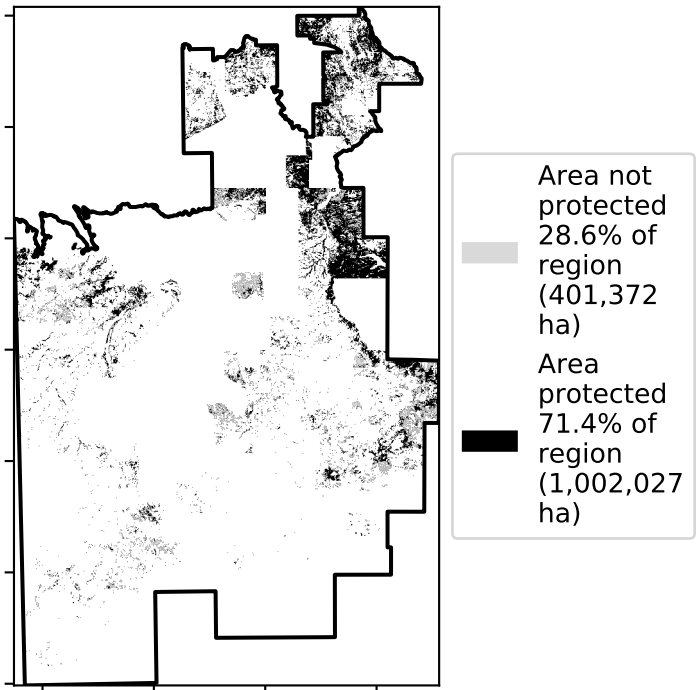 Area not
protected
28.6% of
region
(401,372
ha)
Area
protected
71.4% of
region
(1,002,027
ha)